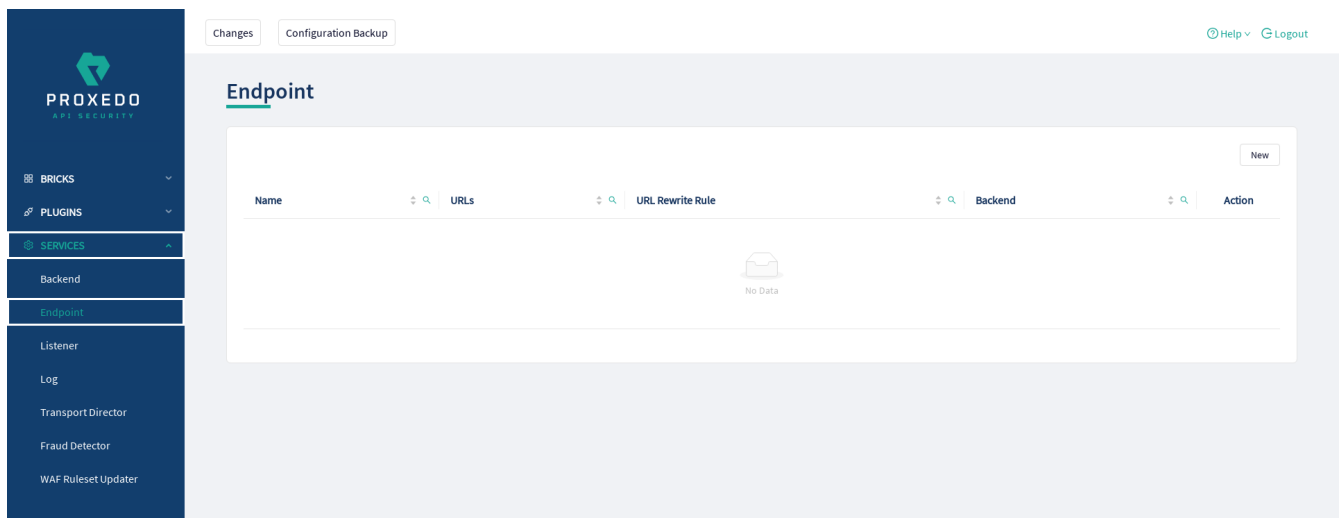 Changes Configuration Backup Help Logout
PROXEDO
API SECURITY
Endpoint
New
BRICKS
PLUGINS
Name URLs URL Rewrite Rule Backend Action
SERVICES
Backend
No Data
Endpoint
Listener
Log
Transport Director
Fraud Detector
WAF Ruleset Updater